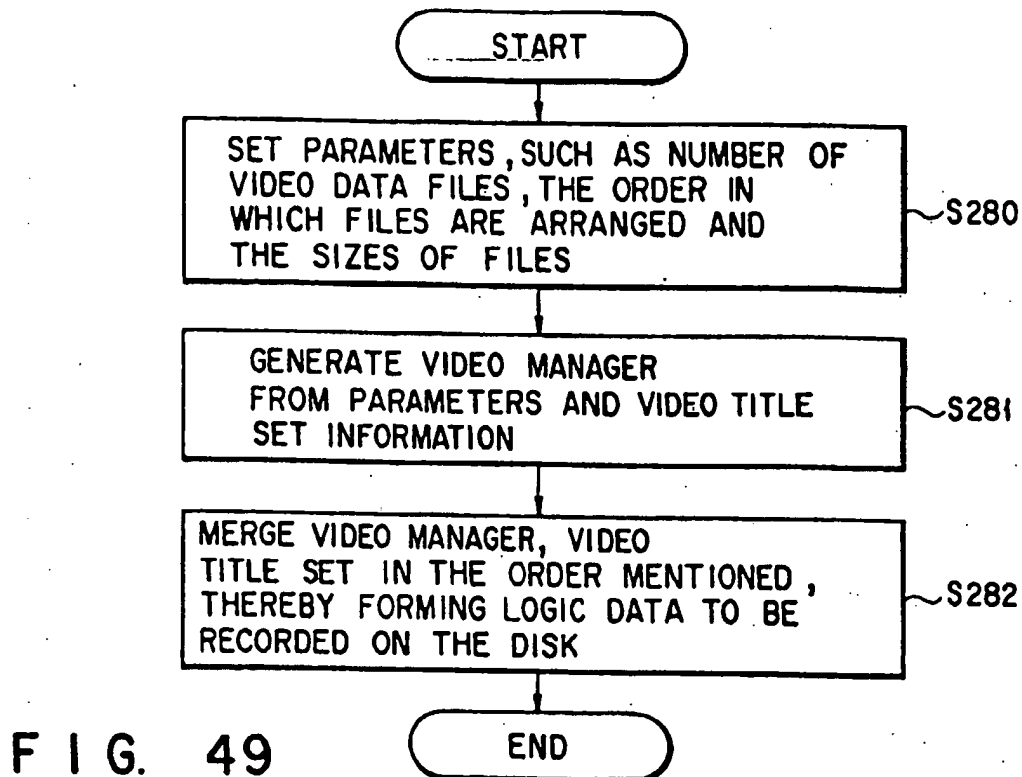 START
SET PARAMETERS, SUCH AS NUMBER OF
VIDEO DATA FILES, THE ORDER IN
WHICH FILES ARE ARRANGED AND
THE SIZES OF FILES
S280
GENERATE VIDEO MANAGER
FROM PARAMETERS AND VIDEO TITLE
SET INFORMATION
S281
MERGE VIDEO MANAGER, VIDEO
TITLE SET IN THE ORDER MENTIONED,
THEREBY FORMING LOGIC DATA TO BE
RECORDED ON THE DISK
S282
END
FIG. 49